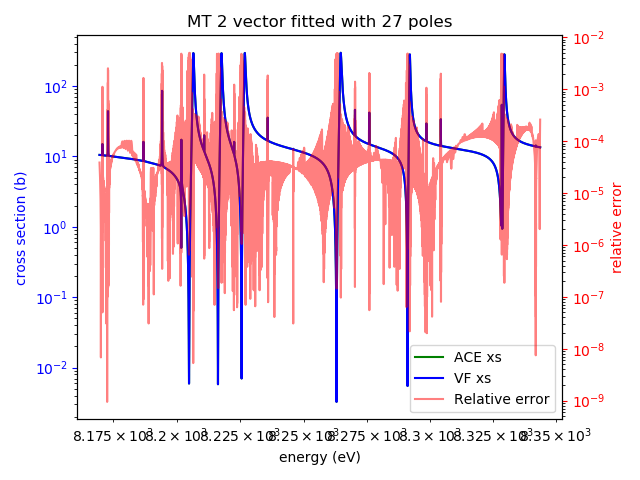 MT 2 vector fitted with 27 poles
10²
10¹
10⁰
10⁻¹
10⁻²
cross section (b)
10⁻²
10⁻³
10⁻⁴
10⁻⁵
10⁻⁶
10⁻⁷
10⁻⁸
10⁻⁹
relative error
ACE xs
VF xs
Relative error
8.175 × 10³ 8.2 × 10³ 8.225 × 10³ 8.25 × 10³ 8.275 × 10³ 8.3 × 10³ 8.325 × 10³ 8.35 × 10³
energy (eV)